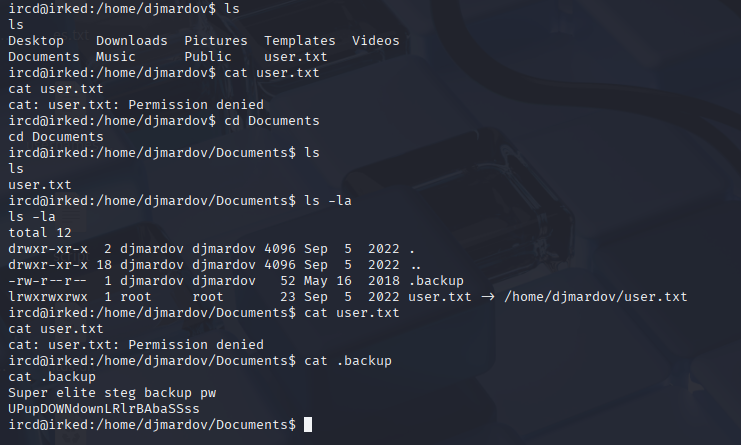 ircd@irked:/home/djmardov$ ls
ls
Desktop    Downloads  Pictures  Templates  Videos
Documents  Music      Public    user.txt
ircd@irked:/home/djmardov$ cat user.txt
cat user.txt
cat: user.txt: Permission denied
ircd@irked:/home/djmardov$ cd Documents
cd Documents
ircd@irked:/home/djmardov/Documents$ ls
ls
user.txt
ircd@irked:/home/djmardov/Documents$ ls -la
ls -la
total 12
drwxr-xr-x  2 djmardov djmardov 4096 Sep  5  2022 .
drwxr-xr-x 18 djmardov djmardov 4096 Sep  5  2022 ..
-rw-r--r--  1 djmardov djmardov   52 May 16  2018 .backup
lrwxrwxrwx  1 root     root       23 Sep  5  2022 user.txt -> /home/djmardov/user.txt
ircd@irked:/home/djmardov/Documents$ cat user.txt
cat user.txt
cat: user.txt: Permission denied
ircd@irked:/home/djmardov/Documents$ cat .backup
cat .backup
Super elite steg backup pw
UPupDOWNdownLRlrBAbaSSss
ircd@irked:/home/djmardov/Documents$